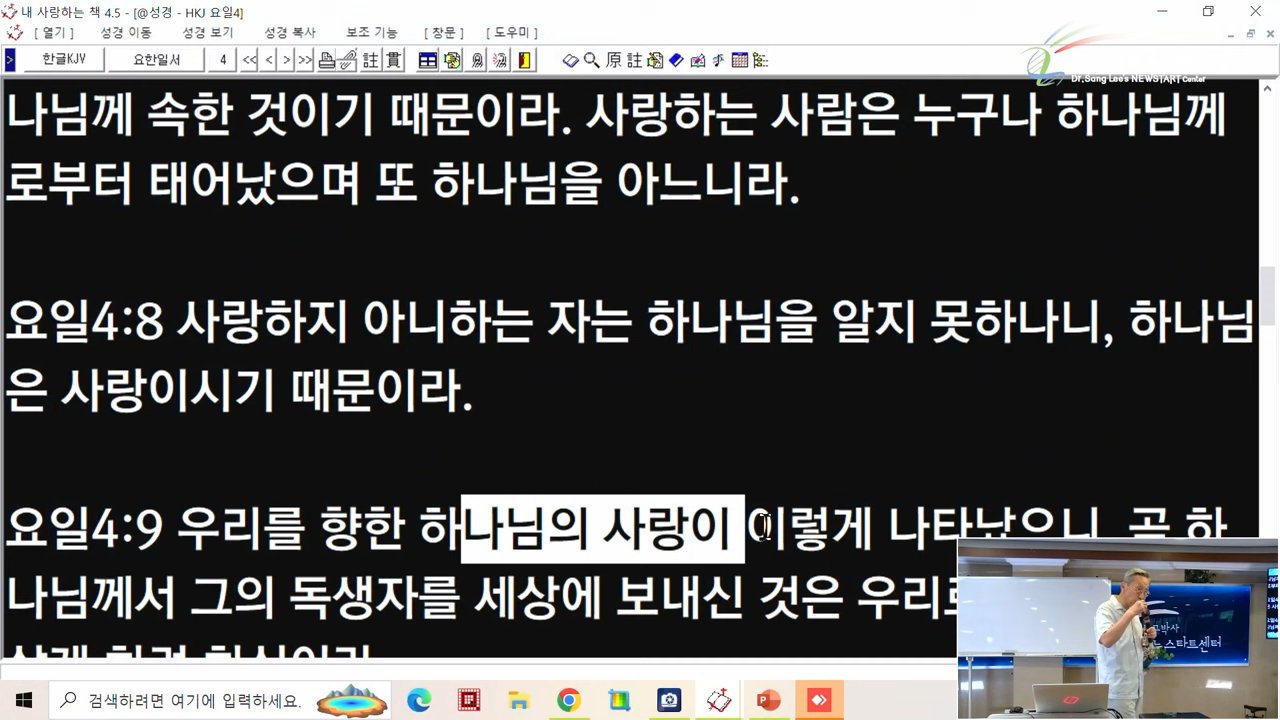 내 사랑하는 책 4.5 - [@성경 - HKJ 요일4]
[ 열기 ] 성경 이동 성경 보기 성경 복사 보조 기능 [ 창문 ] [ 도우미 ]
한글KJV 요한일서 4 << < > >> 註 貫 原 註
Dr.Sang Lee's NEWSTART Center
나님께 속한 것이기 때문이라. 사랑하는 사람은 누구나 하나님께
로부터 태어났으며 또 하나님을 아느니라.
요일4:8 사랑하지 아니하는 자는 하나님을 알지 못하나니, 하나님
은 사랑이시기 때문이라.
요일4:9 우리를 향한 하나님의 사랑이 이렇게 나타났으니, 곧 하
나님께서 그의 독생자를 세상에 보내신 것은 우리
스타트센터
검색하려면 여기에 입력하세요.